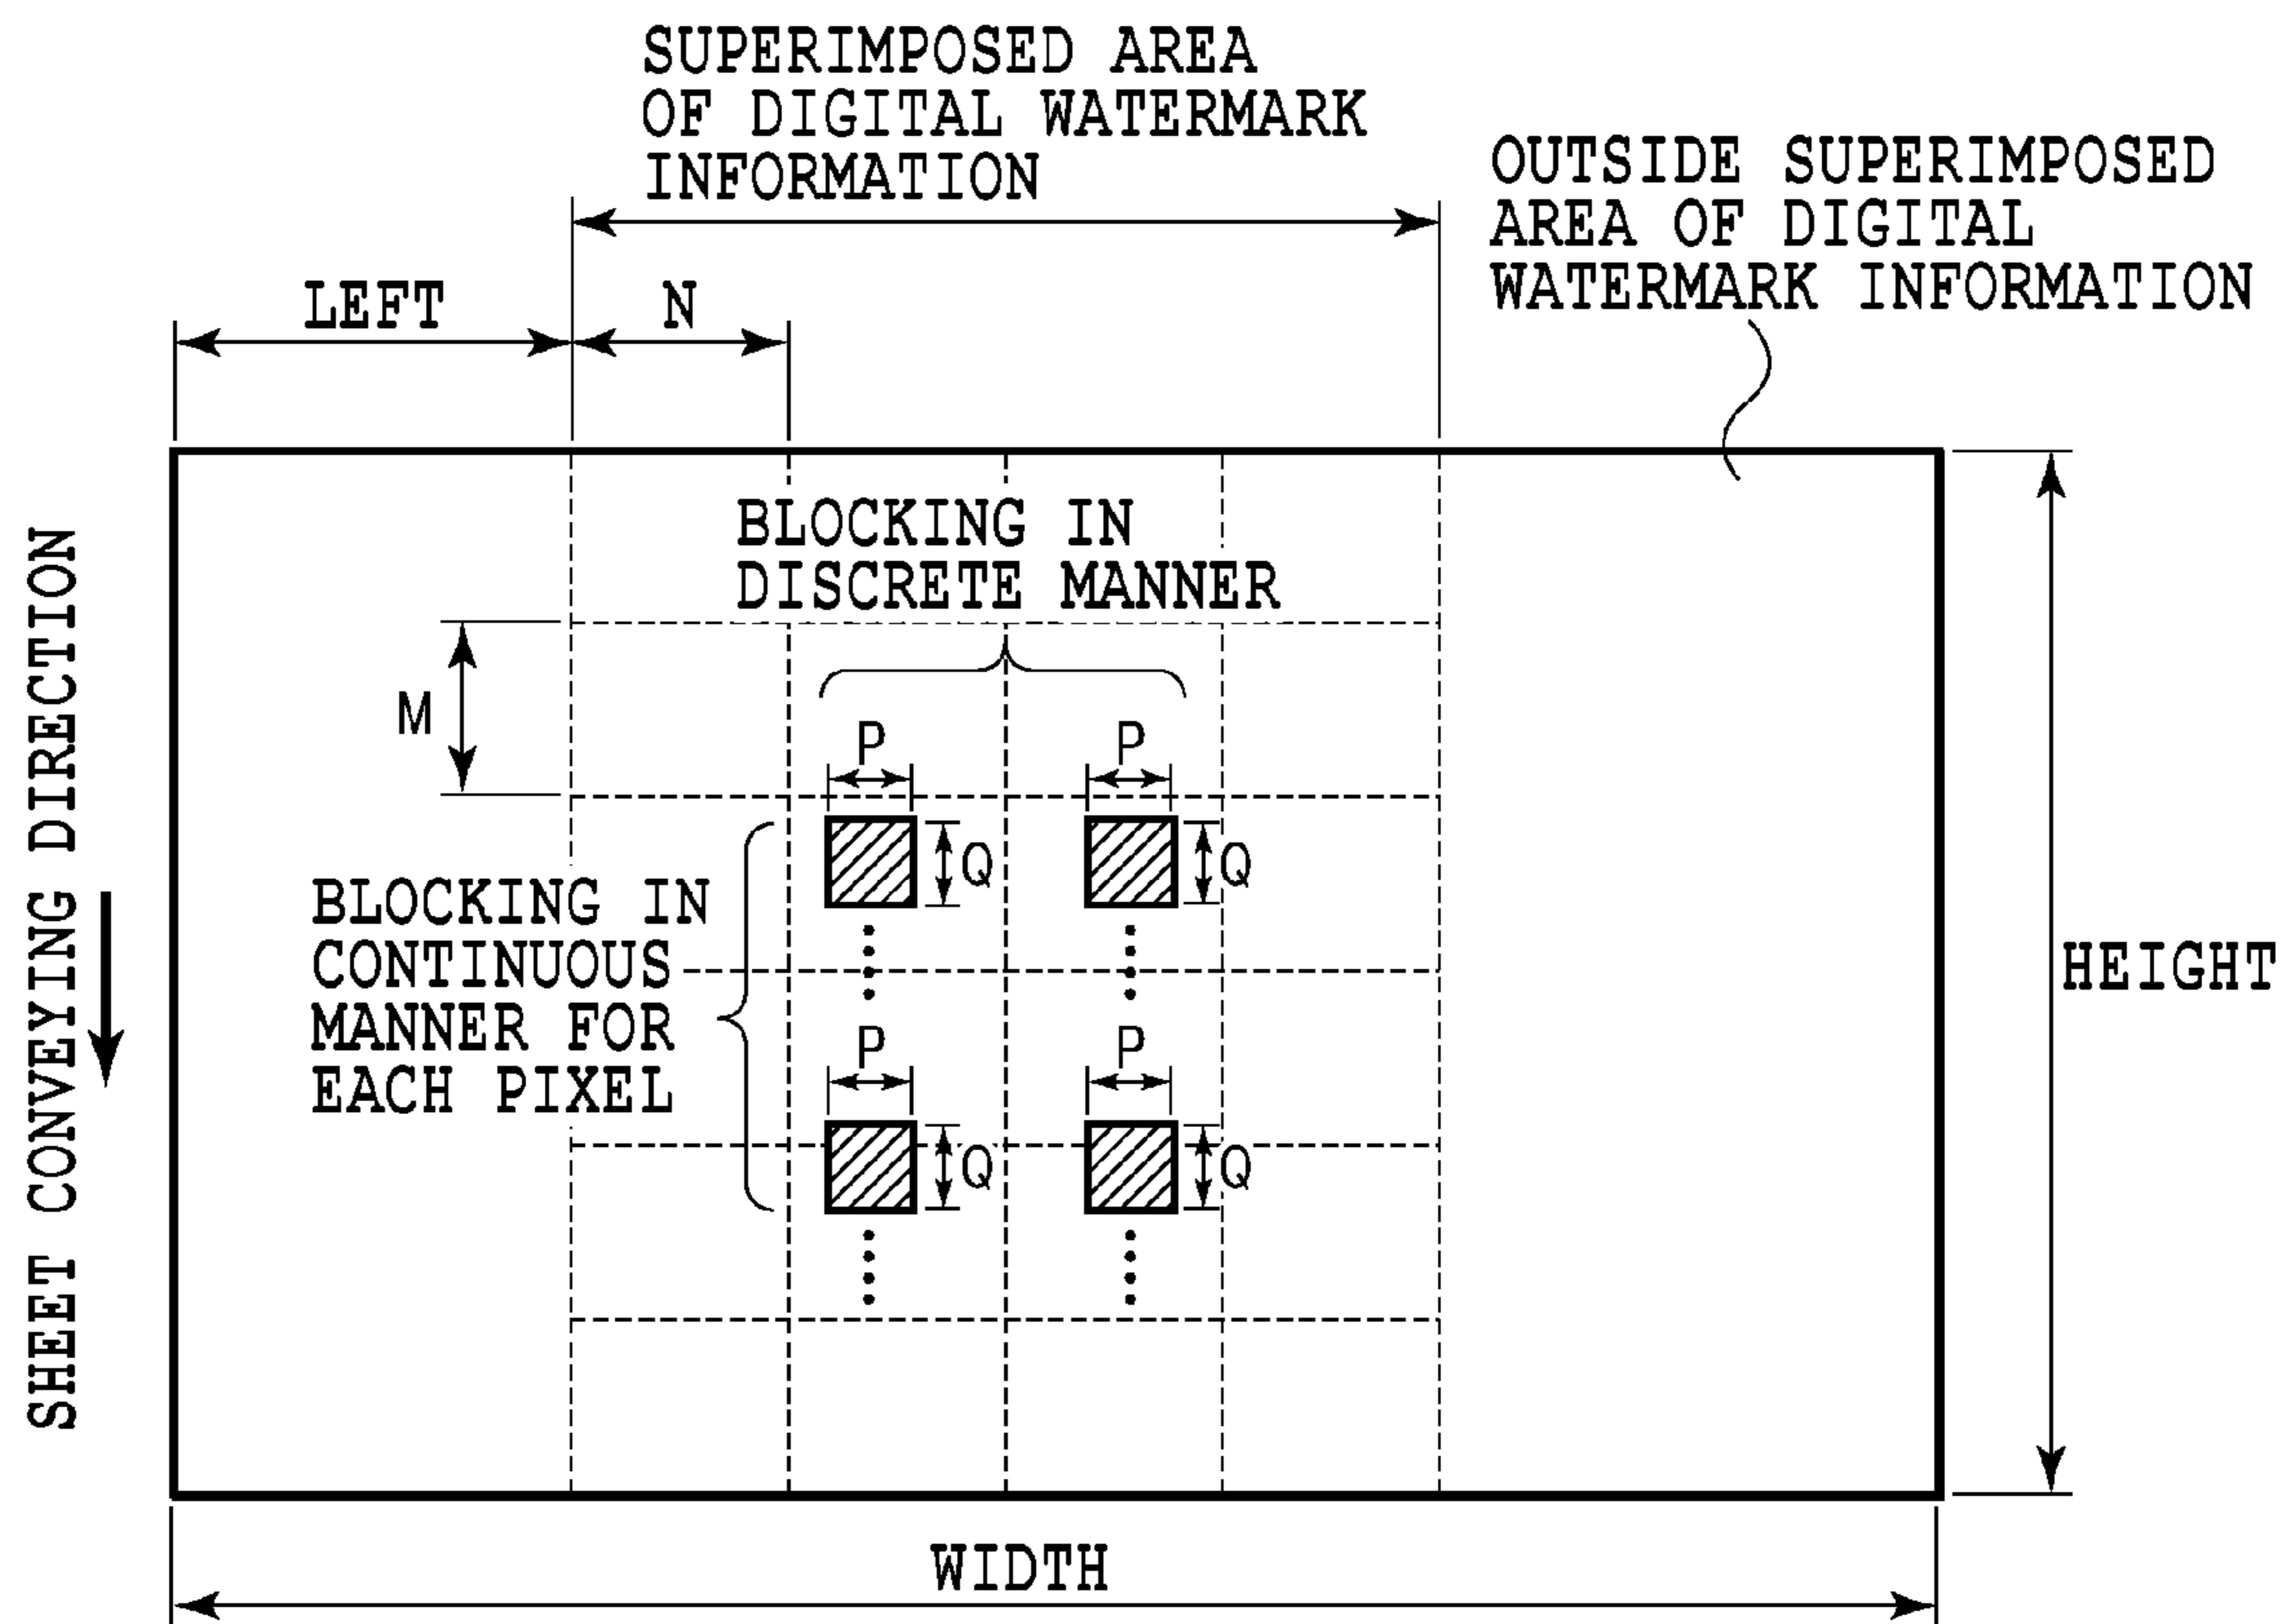 SUPERIMPOSED AREA
OF DIGITAL WATERMARK
INFORMATION
OUTSIDE SUPERIMPOSED
AREA OF DIGITAL
WATERMARK INFORMATION
LEFT
N
BLOCKING IN
DISCRETE MANNER
M
P
P
Q
Q
BLOCKING IN
CONTINUOUS
MANNER FOR
EACH PIXEL
P
P
Q
Q
SHEET CONVEYING DIRECTION
HEIGHT
WIDTH